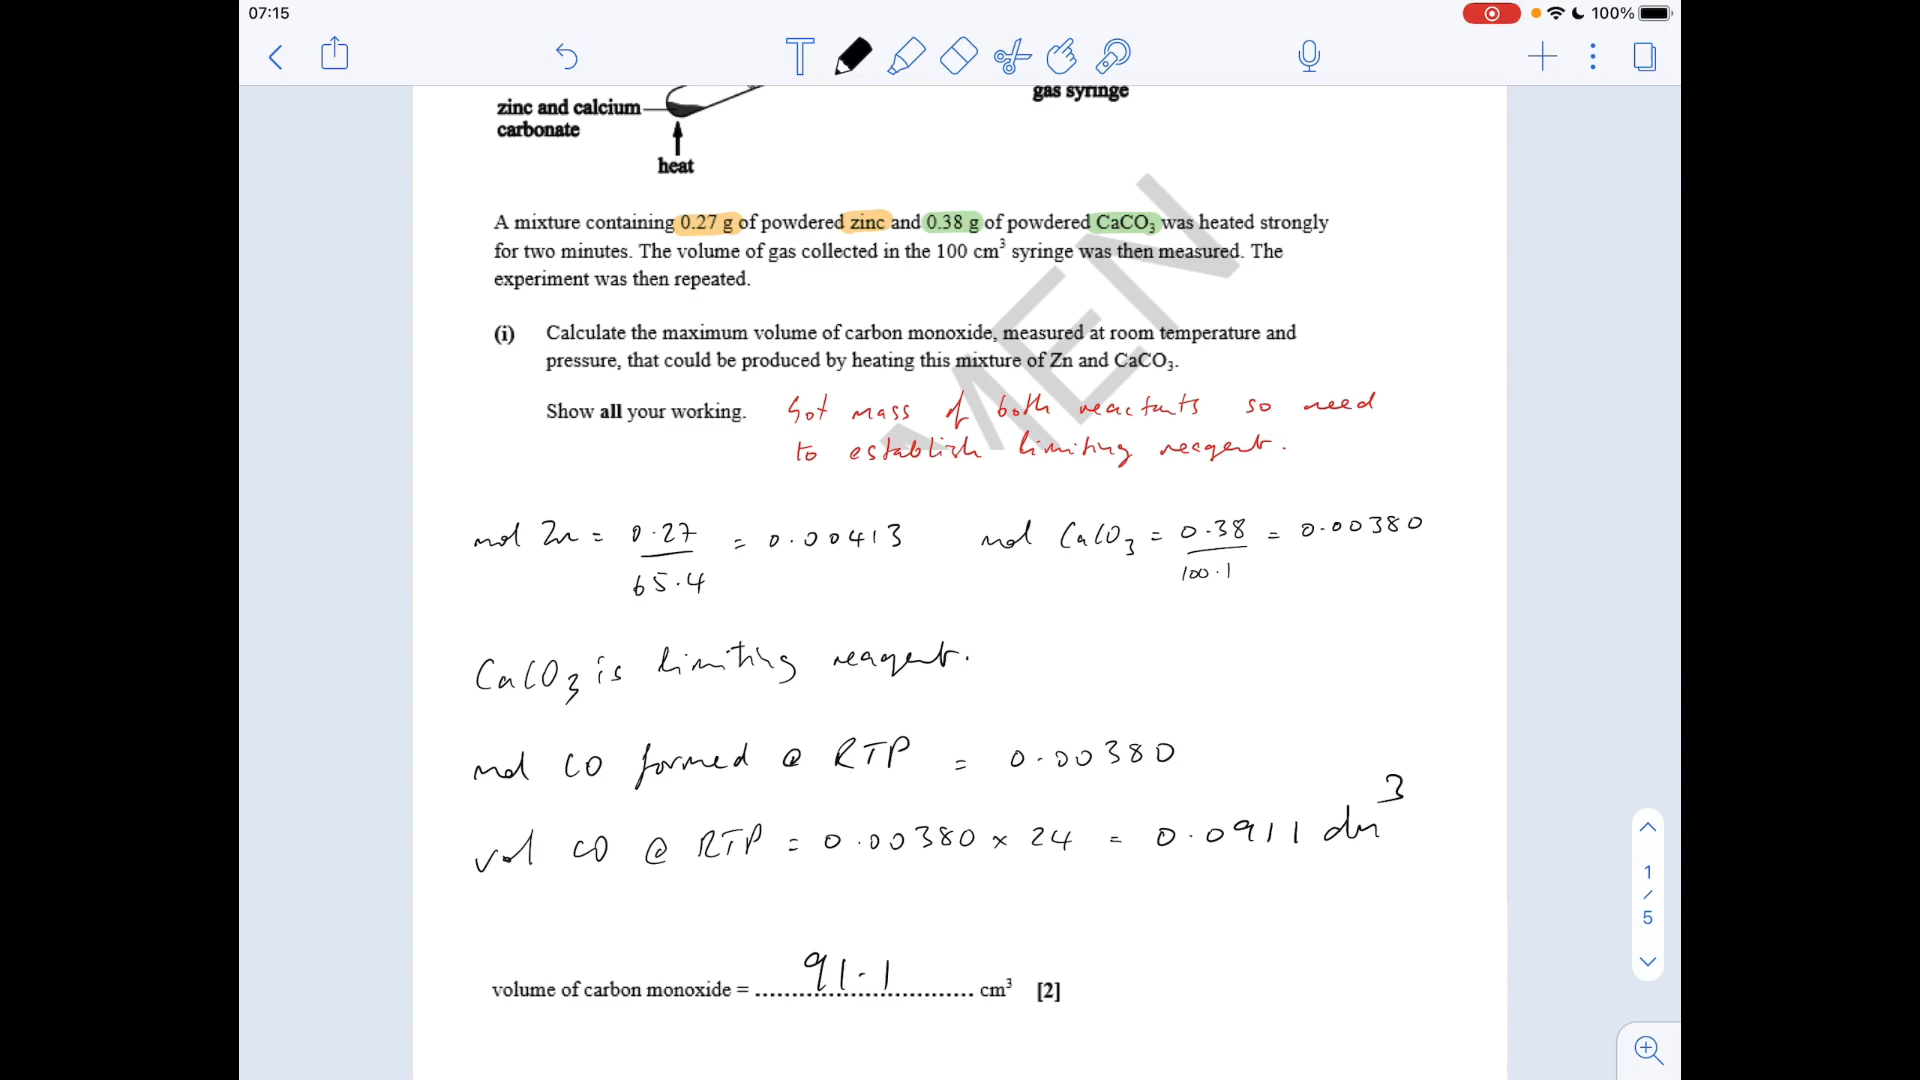 07:15
100%
zinc and calcium
carbonate
gas syringe
heat
A mixture containing 0.27 g of powdered zinc and 0.38 g of powdered CaCO₃ was heated strongly
for two minutes. The volume of gas collected in the 100 cm³ syringe was then measured. The
experiment was then repeated.
(i) Calculate the maximum volume of carbon monoxide, measured at room temperature and
pressure, that could be produced by heating this mixture of Zn and CaCO₃.
Show all your working. Got mass of both reactants so need
to establish limiting reagent.
MEN
mol Zn = 0.27 / 65.4 = 0.00413 mol CaCO₃ = 0.38 / 100.1 = 0.00380
CaCO₃ is limiting reagent.
mol CO formed @ RTP = 0.00380
vol CO @ RTP = 0.00380 × 24 = 0.0911 dm³
volume of carbon monoxide = 91.1 cm³ [2]
1
/
5